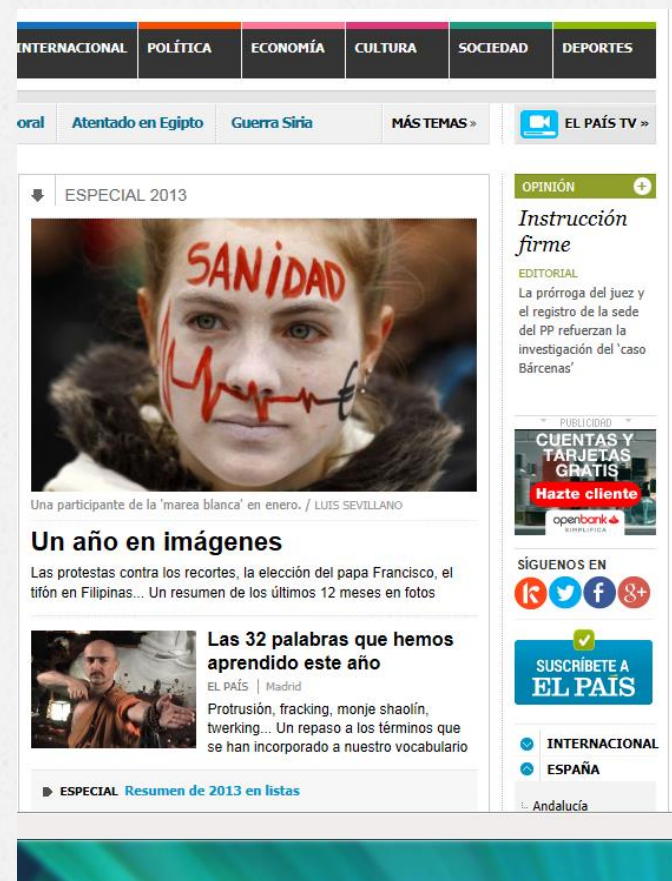 INTERNACIONAL POLÍTICA ECONOMÍA CULTURA SOCIEDAD DEPORTES
oral Atentado en Egipto Guerra Siria MÁS TEMAS » EL PAÍS TV »
ESPECIAL 2013
SANiDAD
Una participante de la 'marea blanca' en enero. / LUIS SEVILLANO
Un año en imágenes
Las protestas contra los recortes, la elección del papa Francisco, el
tifón en Filipinas... Un resumen de los últimos 12 meses en fotos
Las 32 palabras que hemos
aprendido este año
EL PAÍS | Madrid
Protrusión, fracking, monje shaolín,
twerking... Un repaso a los términos que
se han incorporado a nuestro vocabulario
ESPECIAL Resumen de 2013 en listas
OPINIÓN
Instrucción
firme
EDITORIAL
La prórroga del juez y
el registro de la sede
del PP refuerzan la
investigación del 'caso
Bárcenas'
PUBLICIDAD
CUENTAS Y
TARJETAS
GRATIS
Hazte cliente
openbank
SIMPLIFICA
SÍGUENOS EN
k f 8+
SUSCRÍBETE A
EL PAÍS
INTERNACIONAL
ESPAÑA
Andalucía